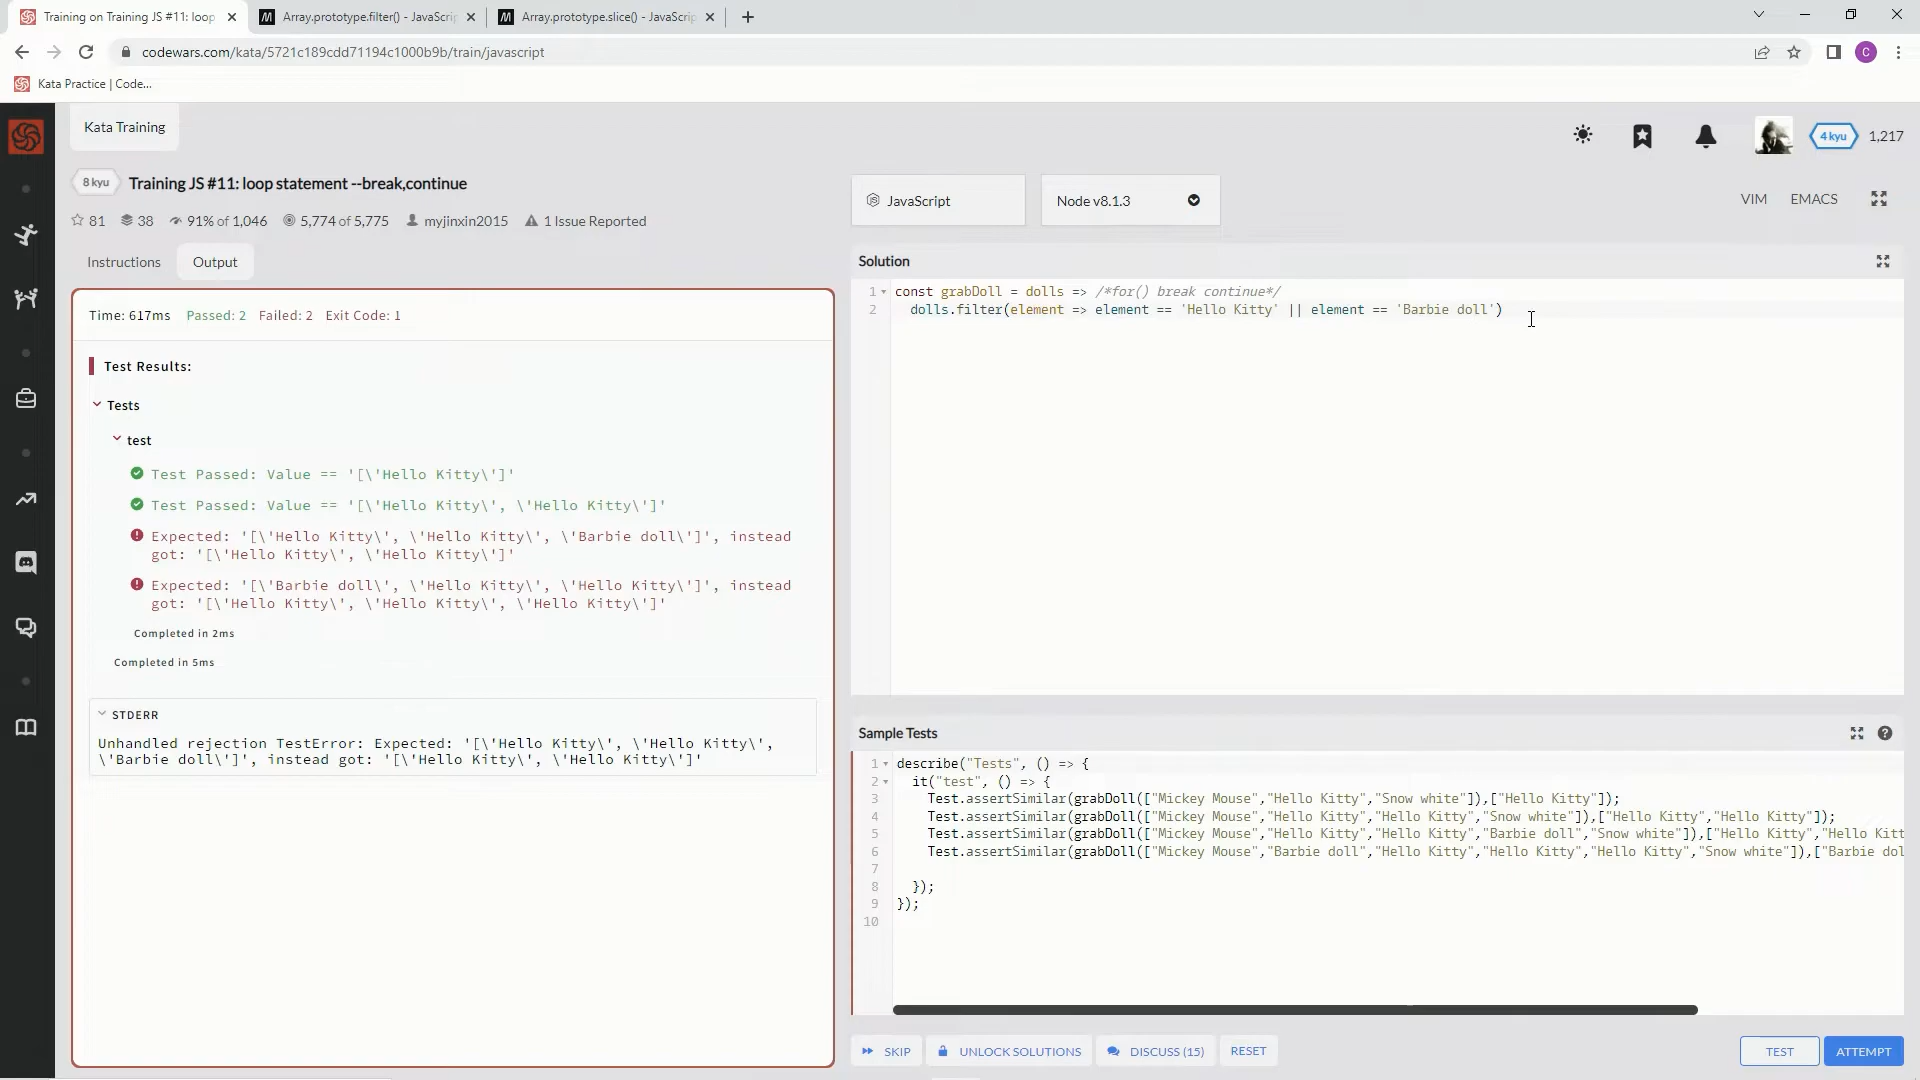 Training on Training JS #11: loop
Array.prototype.filter() - JavaScrip
Array.prototype.slice() - JavaScrip
codewars.com/kata/5721c189cdd71194c1000b9b/train/javascript
C
Kata Practice | Code...
Kata Training
4 kyu 1,217
8 kyu Training JS #11: loop statement --break,continue
81 38 91% of 1,046 5,774 of 5,775 myjinxin2015 1 Issue Reported
JavaScript
Node v8.1.3
VIM EMACS
Instructions Output
Time: 617ms Passed: 2 Failed: 2 Exit Code: 1
Test Results:
Tests
test
Test Passed: Value == '[\'Hello Kitty\']'
Test Passed: Value == '[\'Hello Kitty\', \'Hello Kitty\']'
Expected: '[\'Hello Kitty\', \'Hello Kitty\', \'Barbie doll\']', instead
got: '[\'Hello Kitty\', \'Hello Kitty\']'
Expected: '[\'Barbie doll\', \'Hello Kitty\', \'Hello Kitty\']', instead
got: '[\'Hello Kitty\', \'Hello Kitty\', \'Hello Kitty\']'
Completed in 2ms
Completed in 5ms
STDERR
Unhandled rejection TestError: Expected: '[\'Hello Kitty\', \'Hello Kitty\',
\'Barbie doll\']', instead got: '[\'Hello Kitty\', \'Hello Kitty\']'
Solution
1 const grabDoll = dolls => /*for() break continue*/
2 dolls.filter(element => element == 'Hello Kitty' || element == 'Barbie doll')
Sample Tests
1 describe("Tests", () => {
2 it("test", () => {
3 Test.assertSimilar(grabDoll(["Mickey Mouse","Hello Kitty","Snow white"]),["Hello Kitty"]);
4 Test.assertSimilar(grabDoll(["Mickey Mouse","Hello Kitty","Hello Kitty","Snow white"]),["Hello Kitty","Hello Kitty"]);
5 Test.assertSimilar(grabDoll(["Mickey Mouse","Hello Kitty","Hello Kitty","Barbie doll","Snow white"]),["Hello Kitty","Hello Kitt
6 Test.assertSimilar(grabDoll(["Mickey Mouse","Barbie doll","Hello Kitty","Hello Kitty","Hello Kitty","Snow white"]),["Barbie dol
7
8 });
9 });
10
SKIP UNLOCK SOLUTIONS DISCUSS (15) RESET
TEST ATTEMPT